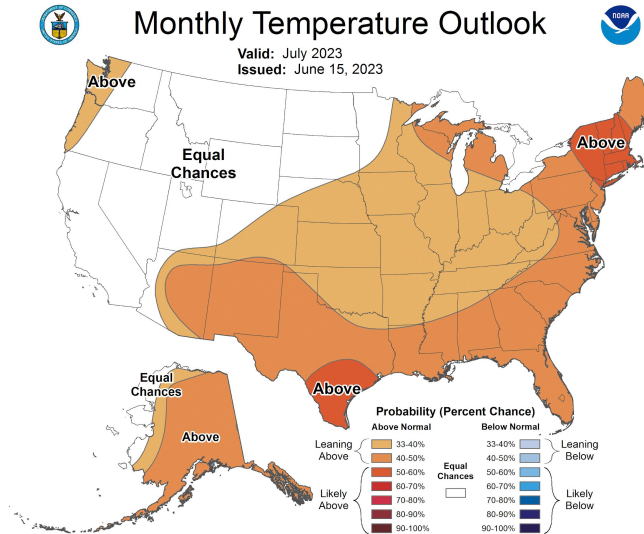 Monthly Temperature Outlook
NOAA
Valid: July 2023
Issued: June 15, 2023
Above
Equal
Chances
Above
Above
Equal
Chances
Above
Probability (Percent Chance)
Above Normal
Below Normal
Leaning
Above
33-40%
40-50%
50-60%
60-70%
70-80%
80-90%
90-100%
Likely
Above
Equal
Chances
33-40%
40-50%
50-60%
60-70%
70-80%
80-90%
90-100%
Leaning
Below
Likely
Below